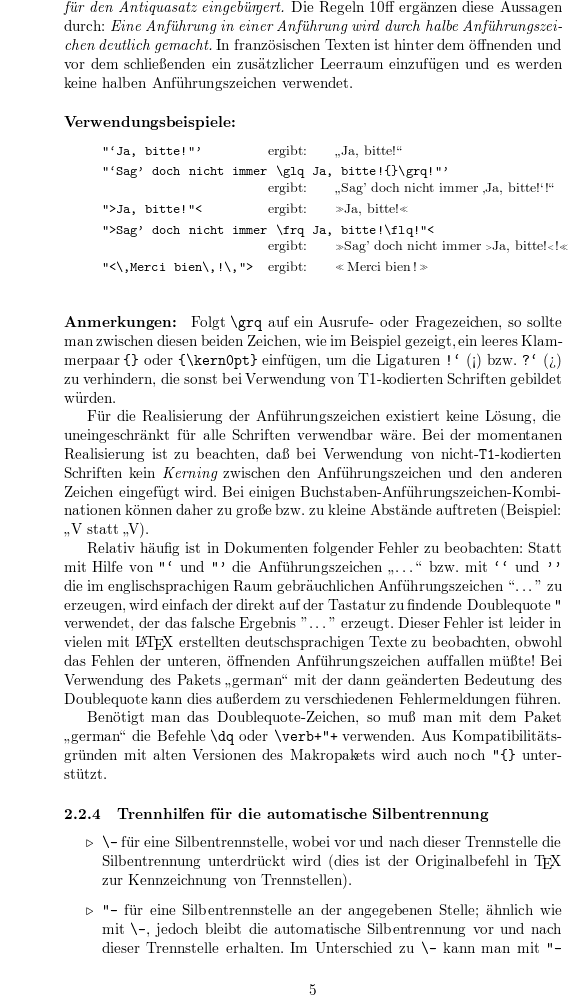 für den Antiquasatz eingebürgert. Die Regeln 10ff ergänzen diese Aussagen
durch: Eine Anführung in einer Anführung wird durch halbe Anführungszei-
chen deutlich gemacht. In französischen Texten ist hinter dem öffnenden und
vor dem schließenden ein zusätzlicher Leerraum einzufügen und es werden
keine halben Anführungszeichen verwendet.
Verwendungsbeispiele:
"`Ja, bitte!"' ergibt: „Ja, bitte!“
"`Sag' doch nicht immer \glq Ja, bitte!{}\grq!"'
ergibt: „Sag’ doch nicht immer ‚Ja, bitte!‘!“
">Ja, bitte!"< ergibt: »Ja, bitte!«
">Sag' doch nicht immer \frq Ja, bitte!\flq!"<
ergibt: »Sag’ doch nicht immer ›Ja, bitte!‹!«
"<\,Merci bien\,!\,"> ergibt: « Merci bien ! »
Anmerkungen: Folgt \grq auf ein Ausrufe- oder Fragezeichen, so sollte
man zwischen diesen beiden Zeichen, wie im Beispiel gezeigt, ein leeres Klam-
merpaar {} oder {\kern0pt} einfügen, um die Ligaturen !` (¡) bzw. ?` (¿)
zu verhindern, die sonst bei Verwendung von T1-kodierten Schriften gebildet
würden.
Für die Realisierung der Anführungszeichen existiert keine Lösung, die
uneingeschränkt für alle Schriften verwendbar wäre. Bei der momentanen
Realisierung ist zu beachten, daß bei Verwendung von nicht-T1-kodierten
Schriften kein Kerning zwischen den Anführungszeichen und den anderen
Zeichen eingefügt wird. Bei einigen Buchstaben-Anführungszeichen-Kombi-
nationen können daher zu große bzw. zu kleine Abstände auftreten (Beispiel:
„V statt „V).
Relativ häufig ist in Dokumenten folgender Fehler zu beobachten: Statt
mit Hilfe von "` und "' die Anführungszeichen „…“ bzw. mit `` und ''
die im englischsprachigen Raum gebräuchlichen Anführungszeichen “…” zu
erzeugen, wird einfach der direkt auf der Tastatur zu findende Doublequote "
verwendet, der das falsche Ergebnis ”…” erzeugt. Dieser Fehler ist leider in
vielen mit LATEX erstellten deutschsprachigen Texte zu beobachten, obwohl
das Fehlen der unteren, öffnenden Anführungszeichen auffallen müßte! Bei
Verwendung des Pakets „german“ mit der dann geänderten Bedeutung des
Doublequote kann dies außerdem zu verschiedenen Fehlermeldungen führen.
Benötigt man das Doublequote-Zeichen, so muß man mit dem Paket
„german“ die Befehle \dq oder \verb+"+ verwenden. Aus Kompatibilitäts-
gründen mit alten Versionen des Makropakets wird auch noch "{} unter-
stützt.
2.2.4 Trennhilfen für die automatische Silbentrennung
▷ \- für eine Silbentrennstelle, wobei vor und nach dieser Trennstelle die
Silbentrennung unterdrückt wird (dies ist der Originalbefehl in TEX
zur Kennzeichnung von Trennstellen).
▷ "- für eine Silbentrennstelle an der angegebenen Stelle; ähnlich wie
mit \-, jedoch bleibt die automatische Silbentrennung vor und nach
dieser Trennstelle erhalten. Im Unterschied zu \- kann man mit "-
5